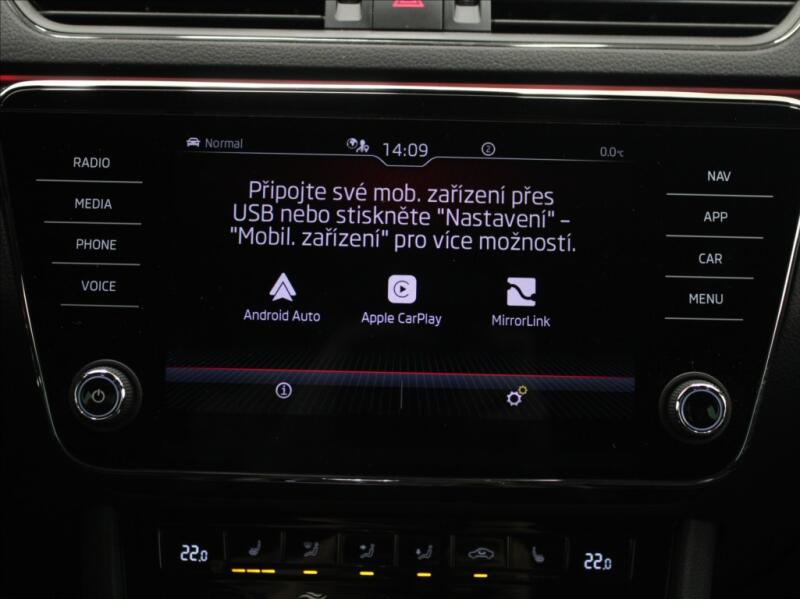 Normal
14:09
2
0.0°C
RADIO
MEDIA
PHONE
VOICE
Připojte své mob. zařízení přes
USB nebo stiskněte "Nastavení" –
"Mobil. zařízení" pro více možností.
Android Auto
Apple CarPlay
MirrorLink
NAV
APP
CAR
MENU
22.0
22.0